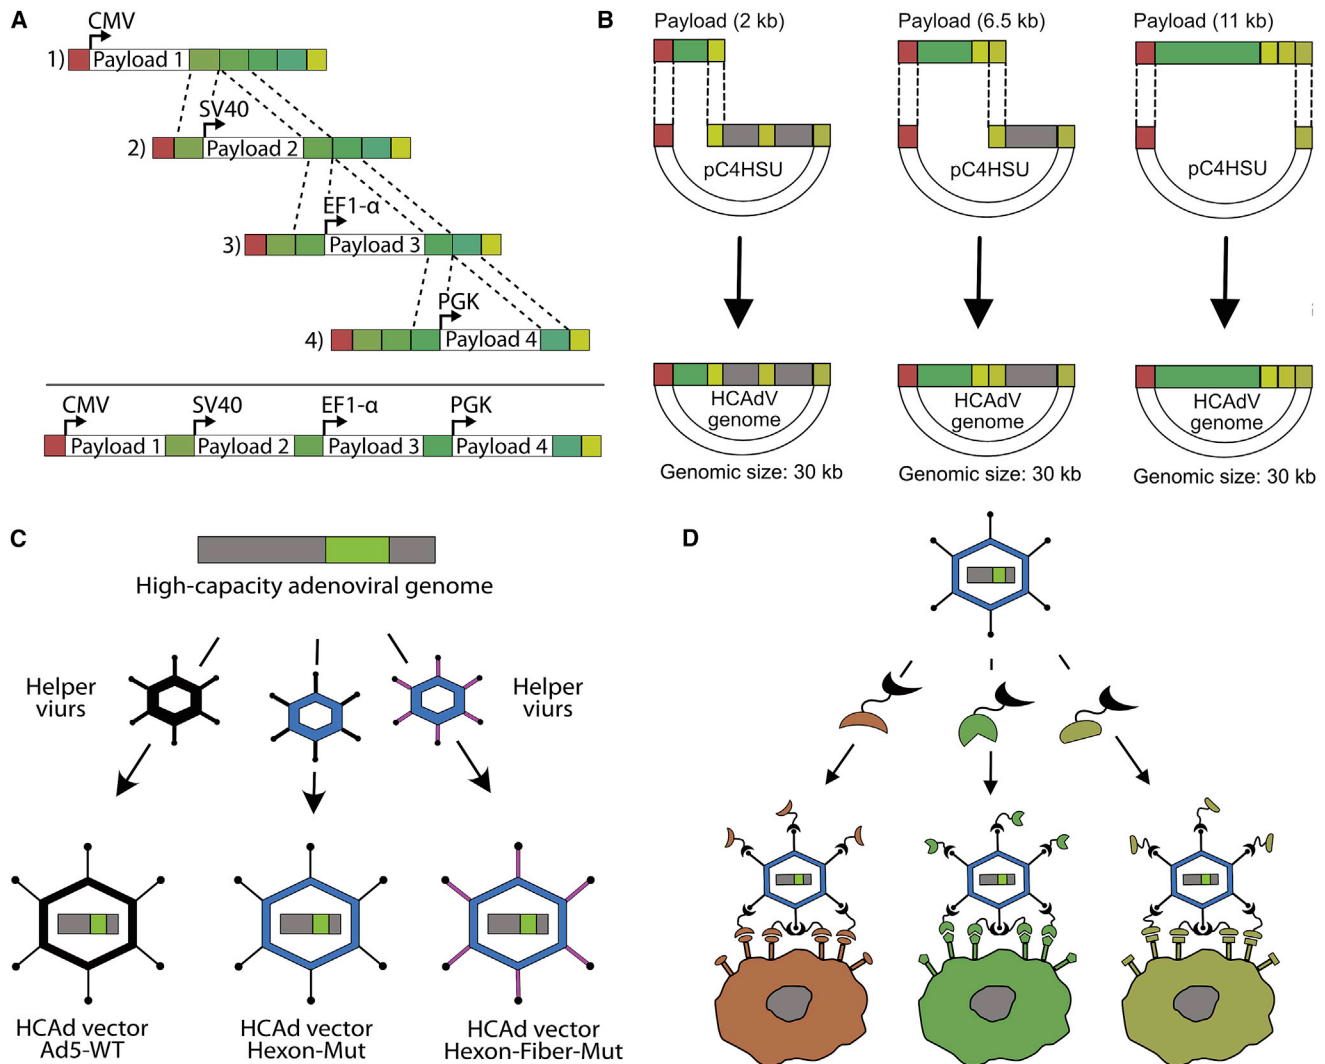 A
CMV
1) Payload 1
SV40
2) Payload 2
EF1-α
3) Payload 3
PGK
4) Payload 4
CMV SV40 EF1-α PGK
Payload 1 Payload 2 Payload 3 Payload 4
B
Payload (2 kb) Payload (6.5 kb) Payload (11 kb)
pC4HSU pC4HSU pC4HSU
HCAdV HCAdV HCAdV
genome genome genome
Genomic size: 30 kb Genomic size: 30 kb Genomic size: 30 kb
C
High-capacity adenoviral genome
Helper
viurs
Helper
viurs
HCAd vector
Ad5-WT
HCAd vector
Hexon-Mut
HCAd vector
Hexon-Fiber-Mut
D